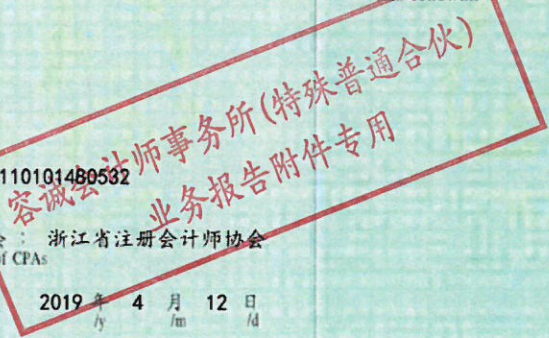 容诚会计师事务所(特殊普通合伙)
业务报告附件专用
110101480532
会： 浙江省注册会计师协会
of CPAs
2019 年 4 月 12 日
/y /m /d